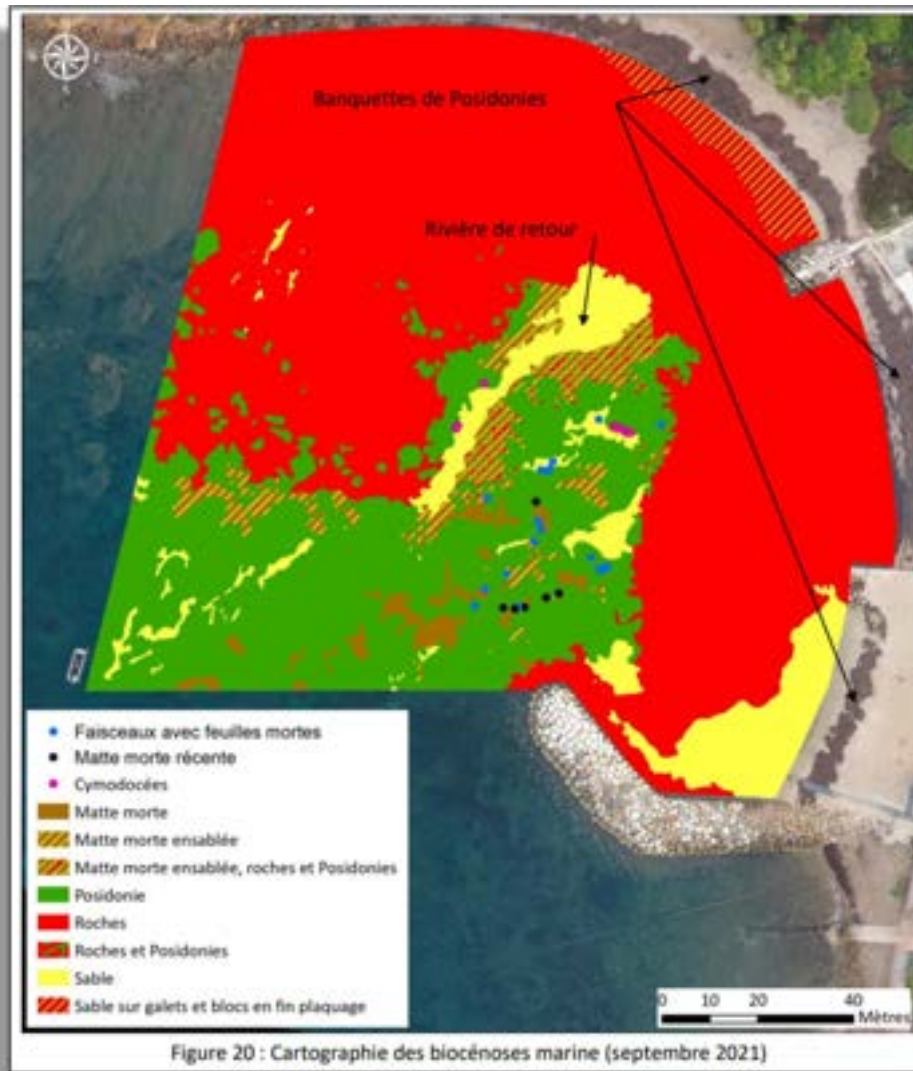 Banquettes de Posidonies
Rivière de retour
Faisceaux avec feuilles mortes
Matte morte récente
Cymodocées
Matte morte
Matte morte ensablée
Matte morte ensablée, roches et Posidonies
Posidonie
Roches
Roches et Posidonies
Sable
Sable sur galets et blocs en fin plaquage
0 10 20 40
Mètres
Figure 20 : Cartographie des biocénoses marine (septembre 2021)